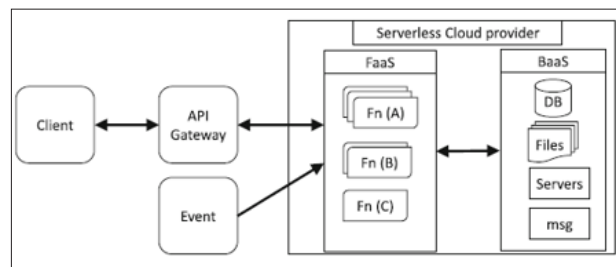 Serverless Cloud provider
FaaS
BaaS
Client
API
Gateway
Event
Fn (A)
Fn (B)
Fn (C)
DB
Files
Servers
msg